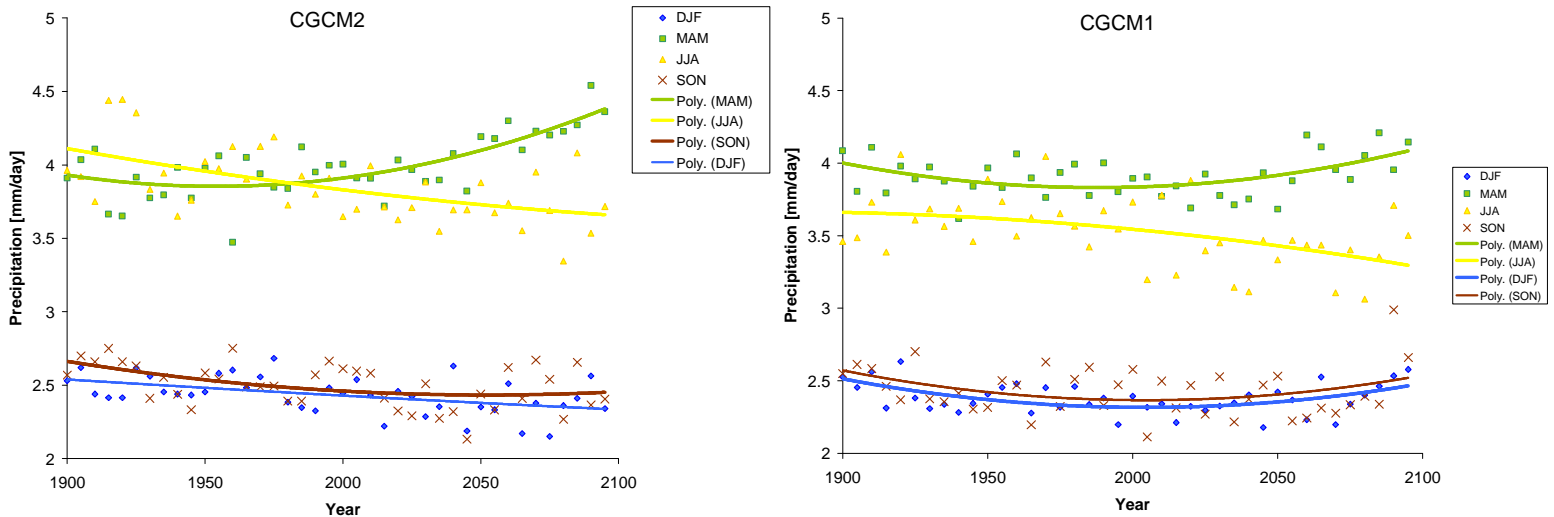 CGCM2
Precipitation [mm/day]
5
4.5
4
3.5
3
2.5
2
1900
1950
2000
2050
2100
Year
DJF
MAM
JJA
SON
Poly. (MAM)
Poly. (JJA)
Poly. (SON)
Poly. (DJF)
CGCM1
Precipitation [mm/day]
5
4.5
4
3.5
3
2.5
2
1900
1950
2000
2050
2100
Year
DJF
MAM
JJA
SON
Poly. (MAM)
Poly. (JJA)
Poly. (DJF)
Poly. (SON)